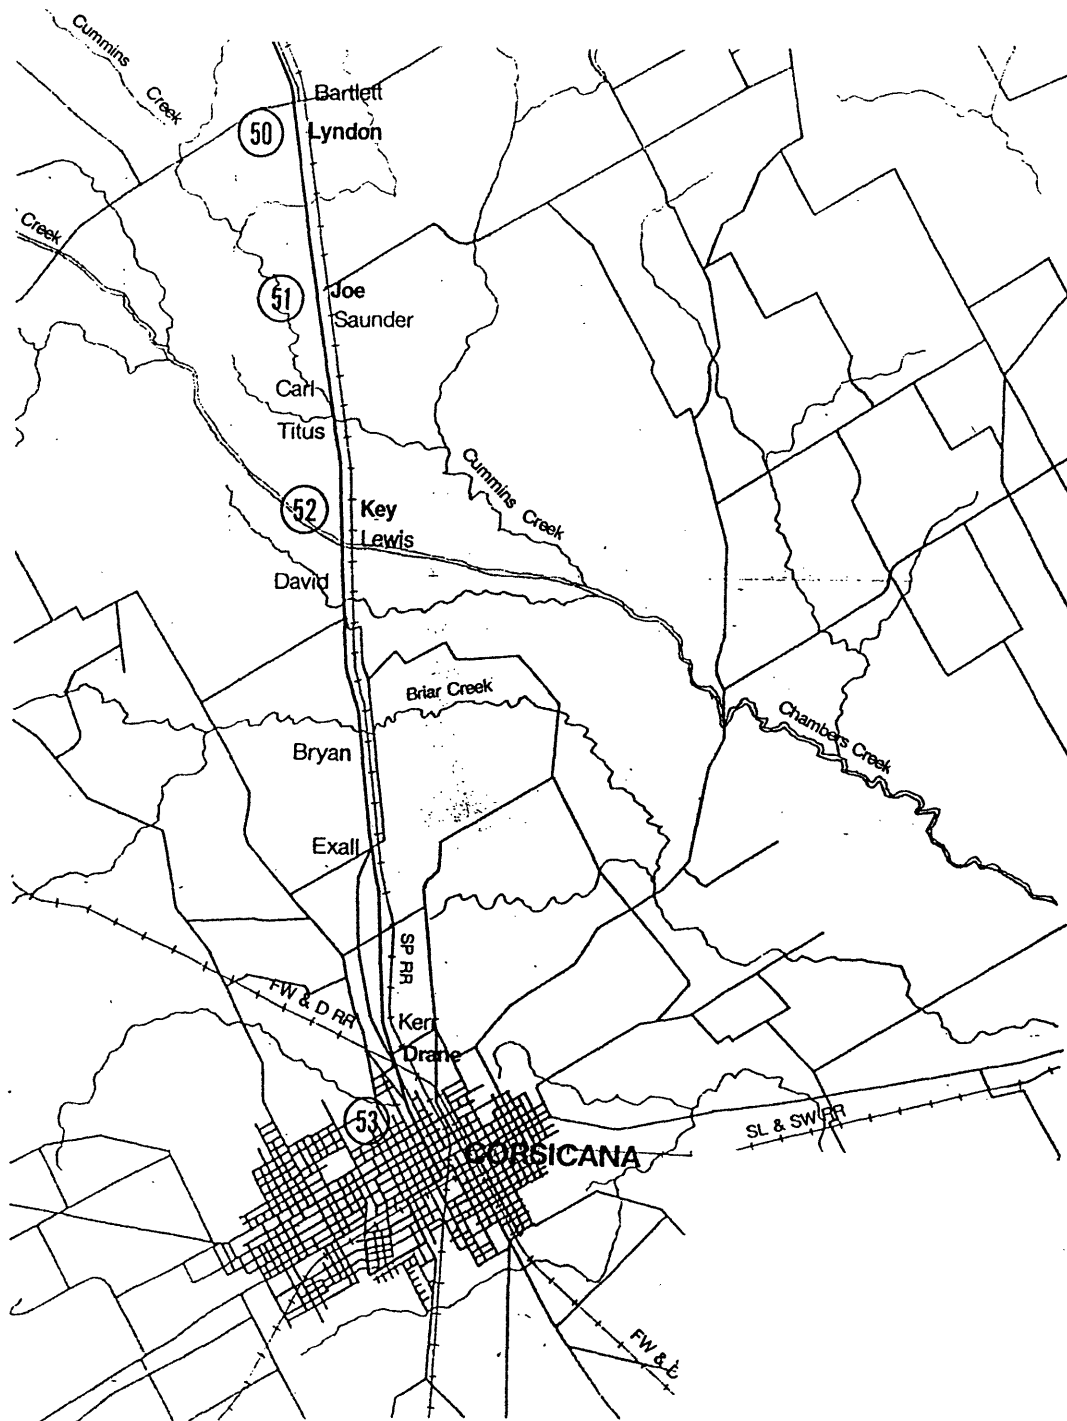 Cummins
Creek
Bartlett
50
Lyndon
Creek
51
Joe
Saunder
Carl
Titus
Cummins Creek
52
Key
Lewis
David
Briar Creek
Chambers Creek
Bryan
Exall
SP RR
FW & D RR
Kerr
Drane
53
SL & SW RR
CORSICANA
FW & D